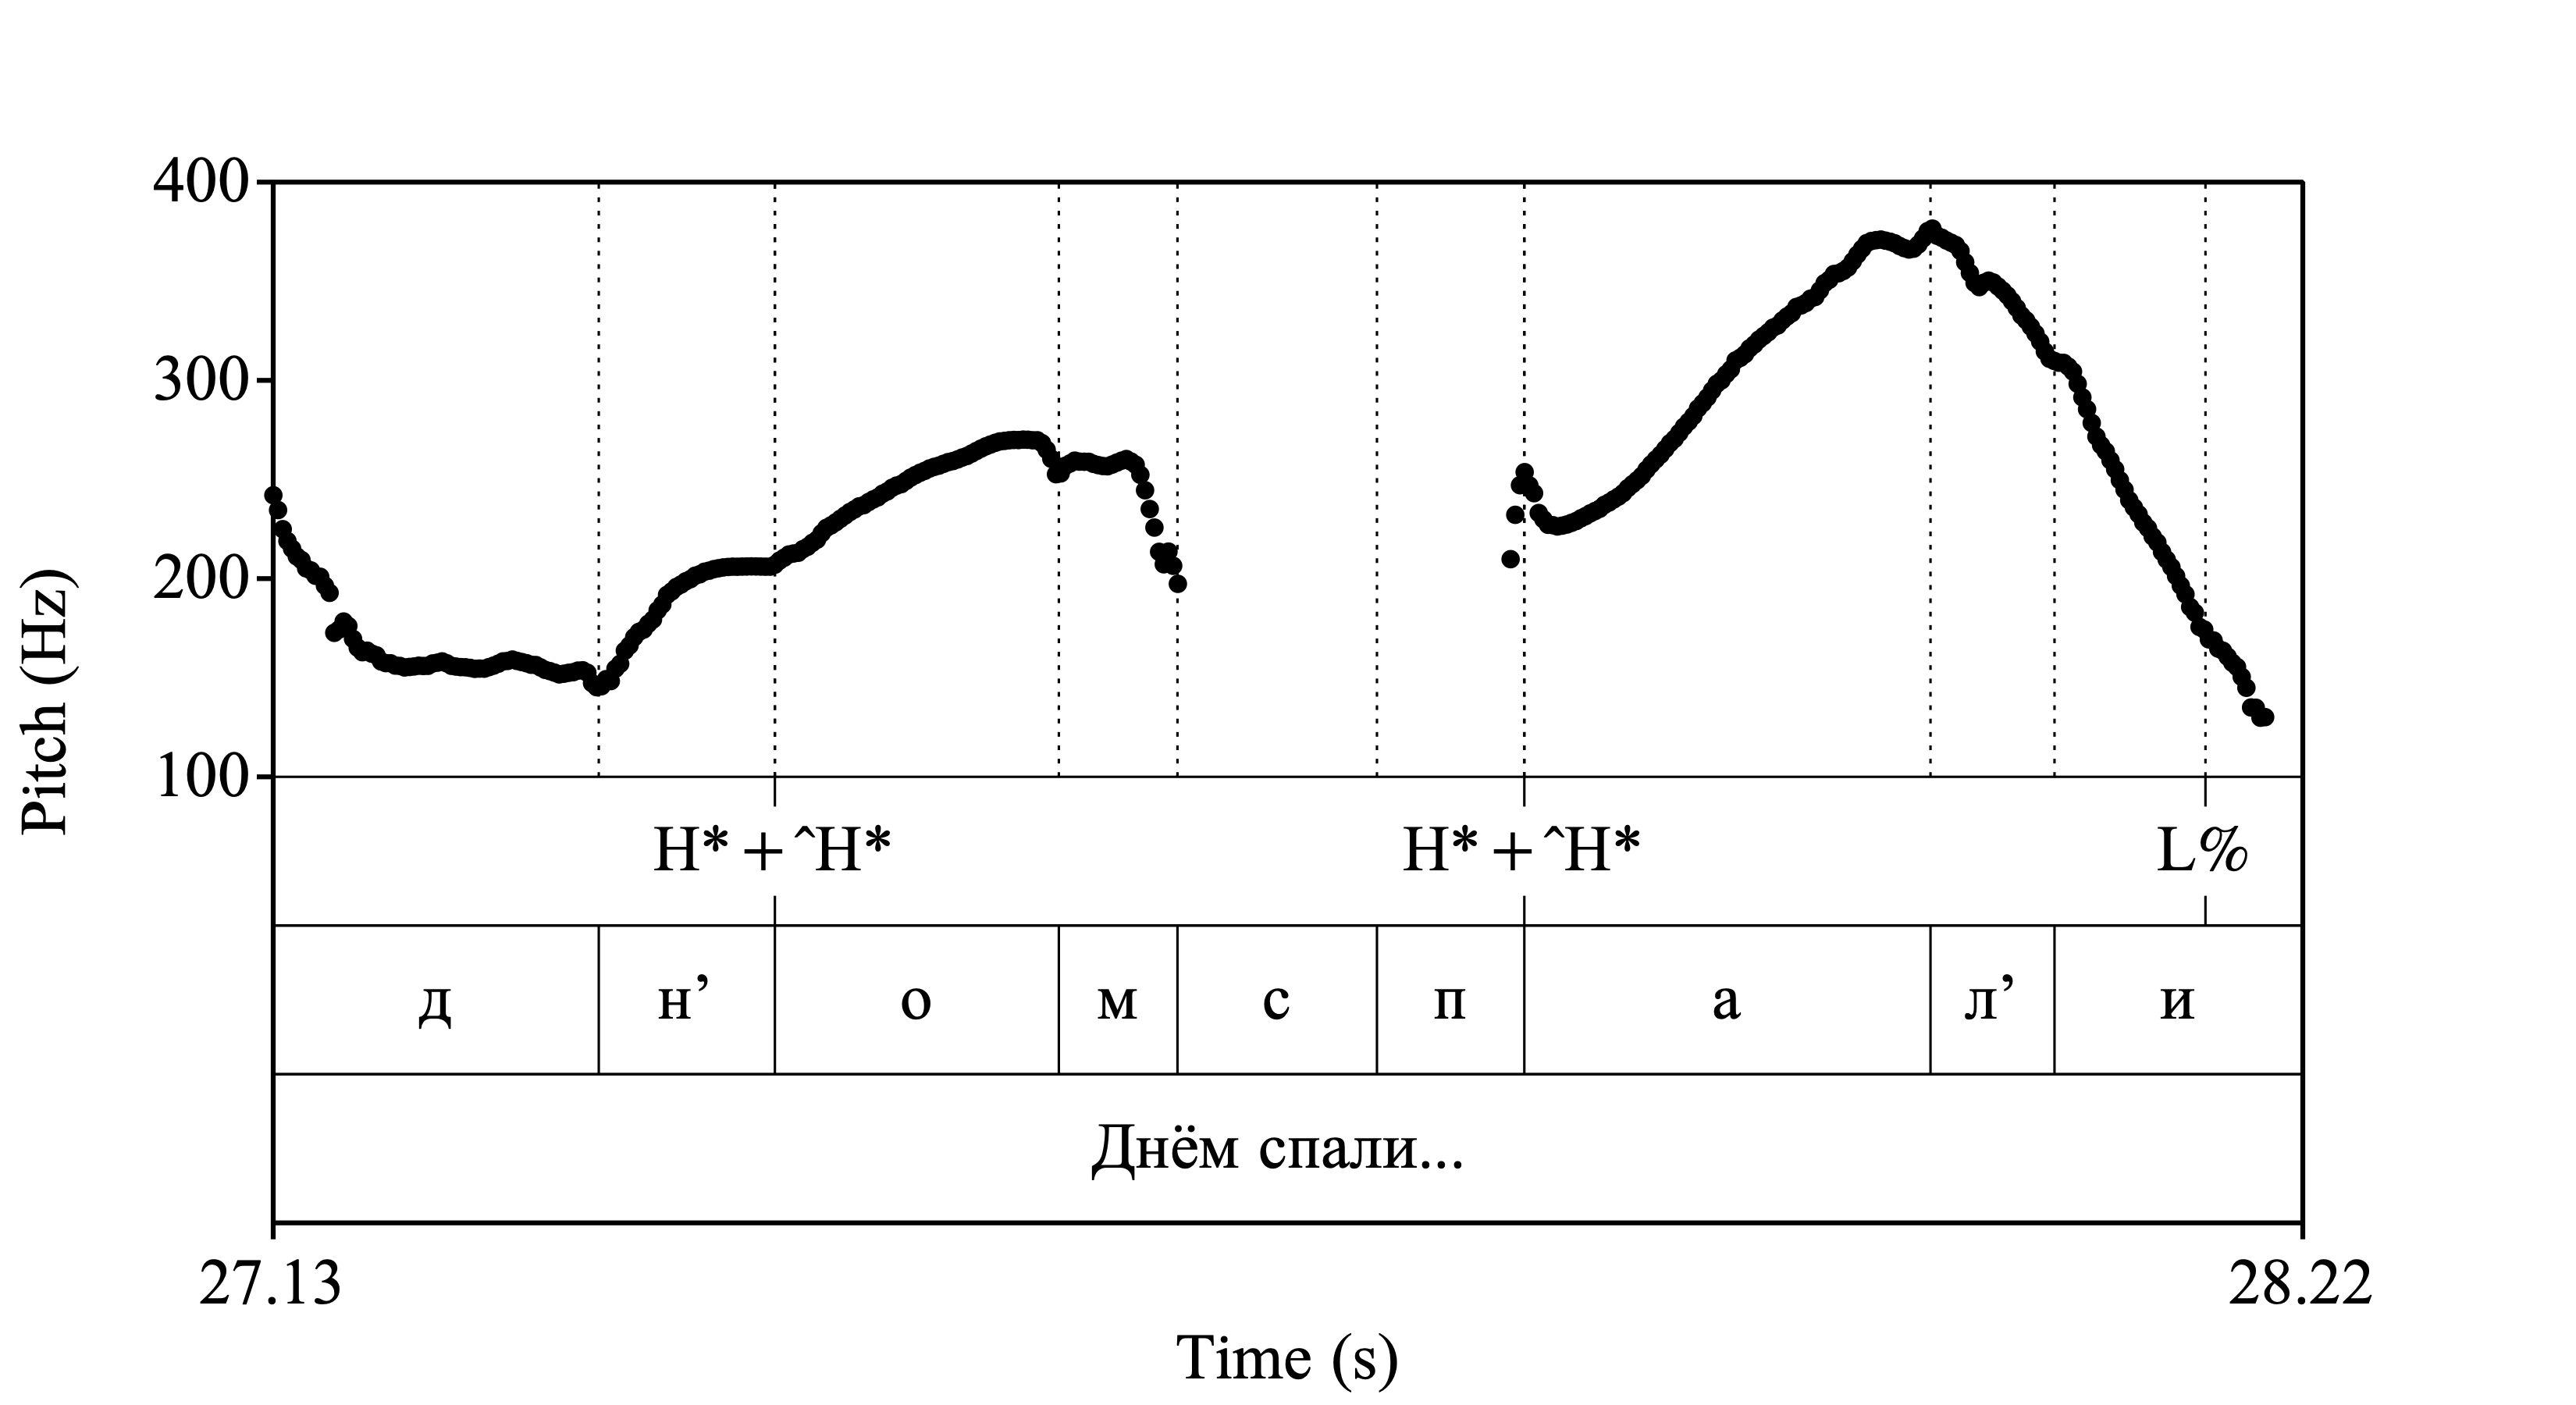 400
300
200
100
Pitch (Hz)
H*+ˆH* H*+ˆH* L%
д н’ о м с п а л’ и
Днём спали...
27.13 28.22
Time (s)